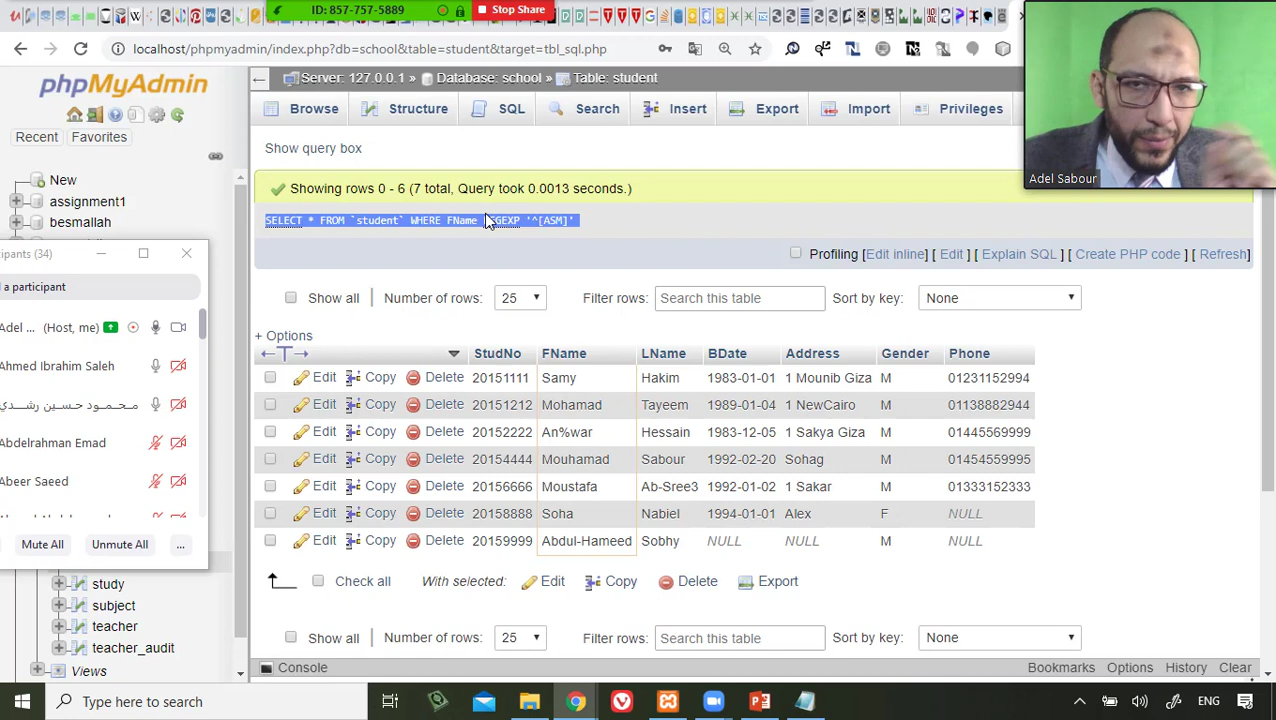 ID: 857-757-5889
Stop Share
localhost/phpmyadmin/index.php?db=school&table=student&target=tbl_sql.php
phpMyAdmin
Server: 127.0.0.1 » Database: school » Table: student
Browse Structure SQL Search Insert Export Import Privileges
Adel Sabour
Recent Favorites
Show query box
New
Showing rows 0 - 6 (7 total, Query took 0.0013 seconds.)
assignment1
besmallah
SELECT * FROM `student` WHERE FName REGEXP '^[ASM]'
Profiling [Edit inline] [ Edit ] [ Explain SQL ] [ Create PHP code ] [ Refresh]
cipants (34)
a participant
Show all Number of rows: 25 Filter rows: Search this table Sort by key: None
Adel ... (Host, me)
Ahmed Ibrahim Saleh
محمود حسين رشدي
Abdelrahman Emad
Abeer Saeed
Mute All Unmute All ...
+ Options
←T→ StudNo FName LName BDate Address Gender Phone
Edit Copy Delete 20151111 Samy Hakim 1983-01-01 1 Mounib Giza M 01231152994
Edit Copy Delete 20151212 Mohamad Tayeem 1989-01-04 1 NewCairo M 01138882944
Edit Copy Delete 20152222 An%war Hessain 1983-12-05 1 Sakya Giza M 01445569999
Edit Copy Delete 20154444 Mouhamad Sabour 1992-02-20 Sohag M 01454559995
Edit Copy Delete 20156666 Moustafa Ab-Sree3 1992-01-02 1 Sakar M 01333152333
Edit Copy Delete 20158888 Soha Nabiel 1994-01-01 Alex F NULL
Edit Copy Delete 20159999 Abdul-Hameed Sobhy NULL NULL M NULL
Check all With selected: Edit Copy Delete Export
study
subject
teacher
teacher_audit
Views
Show all Number of rows: 25 Filter rows: Search this table Sort by key: None
Console Bookmarks Options History Clear
Type here to search ENG